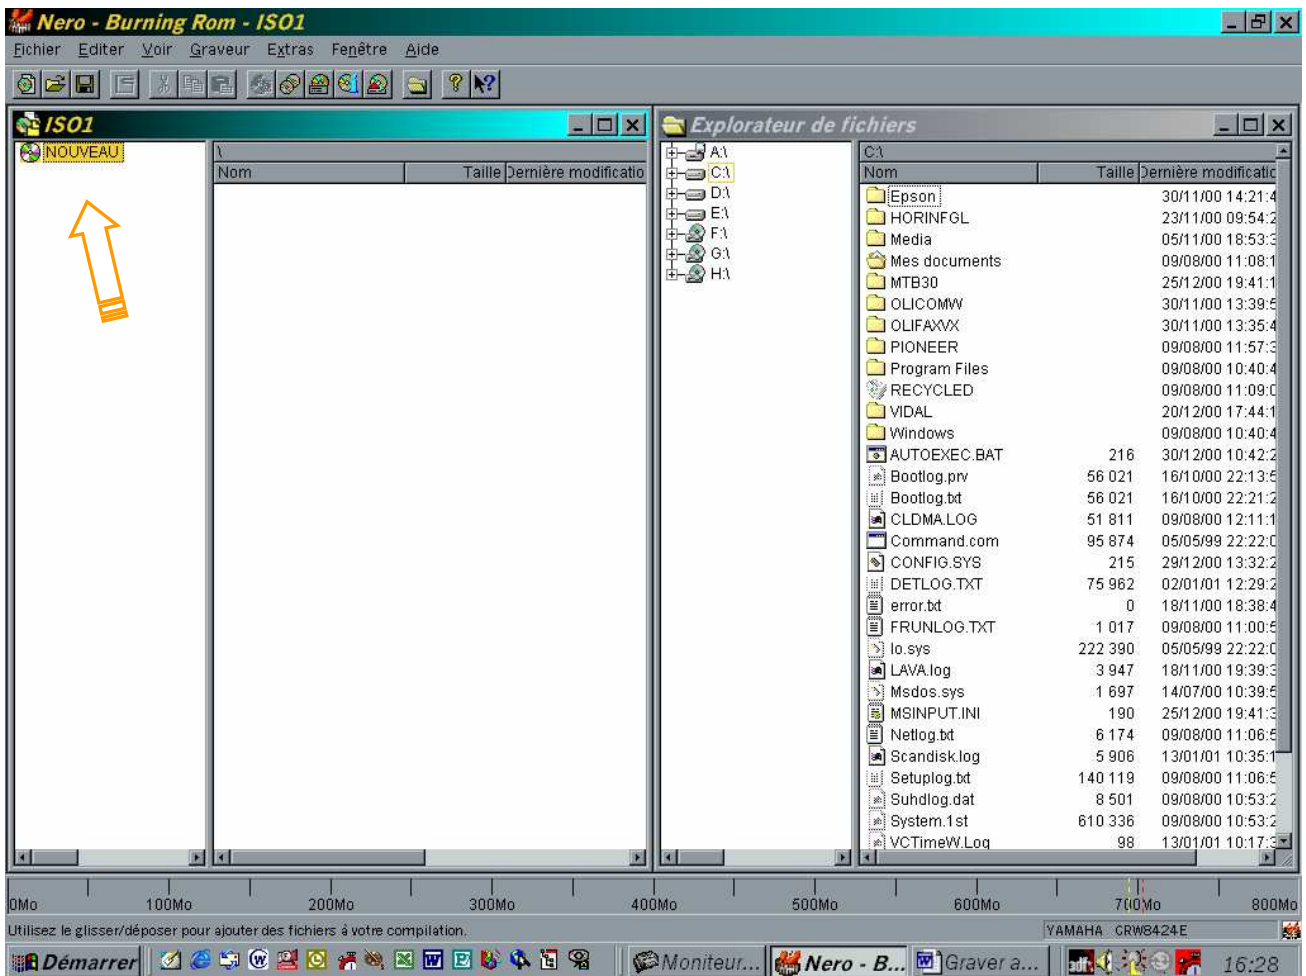 Nero - Burning Rom - ISO1
Fichier Editer Voir Graveur Extras Fenêtre Aide
ISO1
Explorateur de fichiers
NOUVEAU
\
Nom Taille Dernière modificatio
A:\
C:\
D:\
E:\
F:\
G:\
H:\
C:\
Nom Taille Dernière modificatic
Epson 30/11/00 14:21:4
HORINFGL 23/11/00 09:54:2
Media 05/11/00 18:53:3
Mes documents 09/08/00 11:08:1
MTB30 25/12/00 19:41:1
OLICOMW 30/11/00 13:39:5
OLIFAXVX 30/11/00 13:35:4
PIONEER 09/08/00 11:57:3
Program Files 09/08/00 10:40:4
RECYCLED 09/08/00 11:09:0
VIDAL 20/12/00 17:44:1
Windows 09/08/00 10:40:4
AUTOEXEC.BAT 216 30/12/00 10:42:2
Bootlog.prv 56 021 16/10/00 22:13:5
Bootlog.txt 56 021 16/10/00 22:21:2
CLDMA.LOG 51 811 09/08/00 12:11:1
Command.com 95 874 05/05/99 22:22:0
CONFIG.SYS 215 29/12/00 13:32:2
DETLOG.TXT 75 962 02/01/01 12:29:2
error.txt 0 18/11/00 18:38:4
FRUNLOG.TXT 1 017 09/08/00 11:00:5
Io.sys 222 390 05/05/99 22:22:0
LAVA.log 3 947 18/11/00 19:39:3
Msdos.sys 1 697 14/07/00 10:39:5
MSINPUT.INI 190 25/12/00 19:41:3
Netlog.txt 6 174 09/08/00 11:06:5
Scandisk.log 5 906 13/01/01 10:35:1
Setuplog.txt 140 119 09/08/00 11:06:5
Suhdlog.dat 8 501 09/08/00 10:53:2
System.1st 610 336 09/08/00 10:53:2
VCTimeW.Log 98 13/01/01 10:17:3
0Mo 100Mo 200Mo 300Mo 400Mo 500Mo 600Mo 700Mo 800Mo
Utilisez le glisser/déposer pour ajouter des fichiers à votre compilation.
YAMAHA CRW8424E
Démarrer Moniteur... Nero - B... Graver a... 16:28